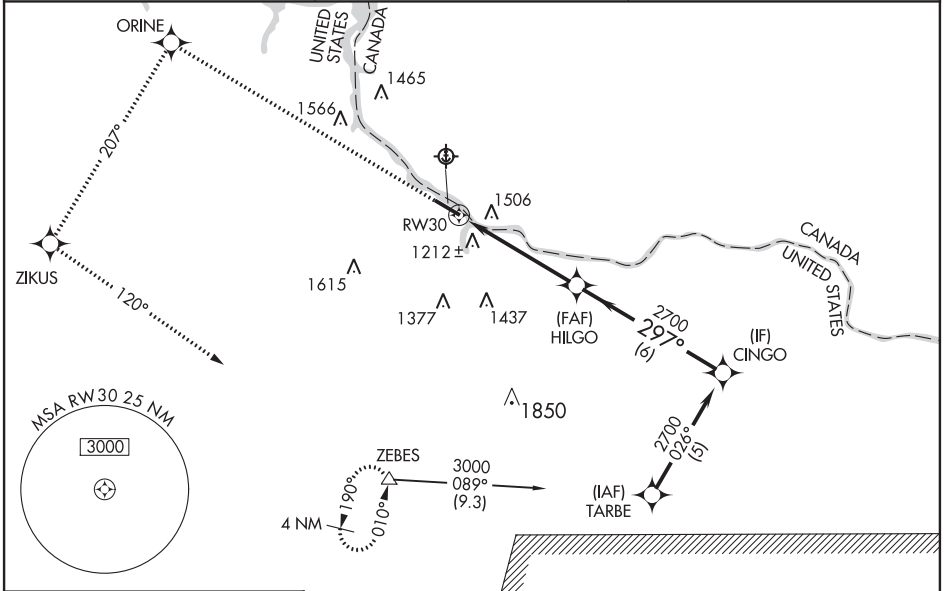 ORINE
UNITED
STATES
CANADA
1465
1566
207°
1506
RW30
1212 ±
ZIKUS
1615
CANADA
UNITED
STATES
120°
1377
1437
(FAF)
HILGO
2700
297°
(6)
(IF)
CINGO
1850
MSA RW30 25 NM
3000
2700
026°
(5)
ZEBES
3000
089°
(9.3)
190°
010°
4 NM
(IAF)
TARBE